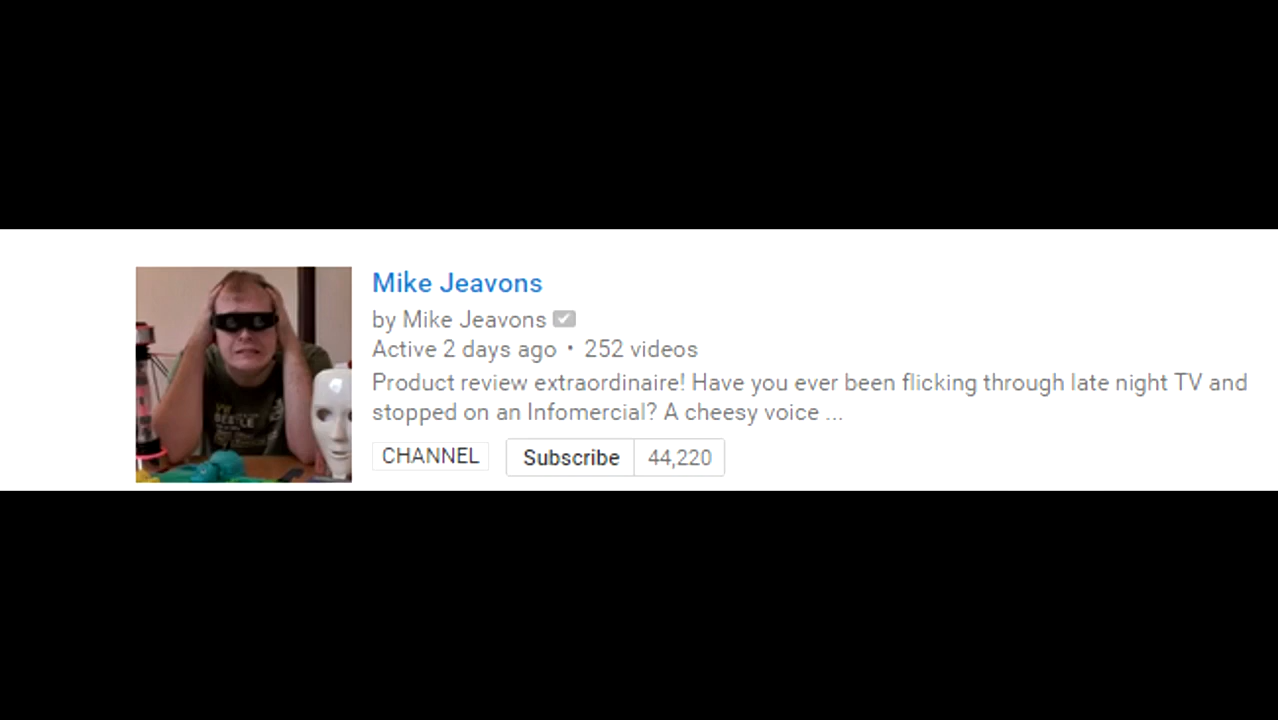 Mike Jeavons
by Mike Jeavons
Active 2 days ago • 252 videos
Product review extraordinaire! Have you ever been flicking through late night TV and
stopped on an Infomercial? A cheesy voice ...
CHANNEL Subscribe 44,220
BEETLE